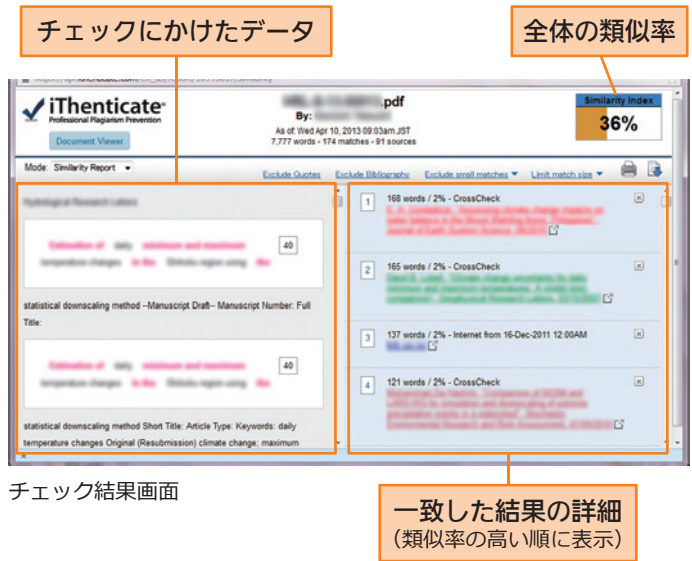 チェックにかけたデータ
全体の類似率
iThenticate®
Professional Plagiarism Prevention
Document Viewer
.pdf
By:
As of: Wed Apr 10, 2013 09:03am JST
7,777 words - 174 matches - 91 sources
Similarity Index
36%
Mode: Similarity Report
Exclude Quotes Exclude Bibliography Exclude small matches Limit match size
Hydrological Research Letters
Estimation of daily minimum and maximum 40
temperature changes in the Shikoku region using the
statistical downscaling method --Manuscript Draft-- Manuscript Number: Full
Title:
Estimation of daily minimum and maximum 40
temperature changes in the Shikoku region using the
statistical downscaling method Short Title: Article Type: Keywords: daily
temperature changes Original (Resubmission) climate change; maximum
1 168 words / 2% - CrossCheck
2 165 words / 2% - CrossCheck
3 137 words / 2% - Internet from 16-Dec-2011 12:00AM
4 121 words / 2% - CrossCheck
チェック結果画面
一致した結果の詳細
（類似率の高い順に表示）